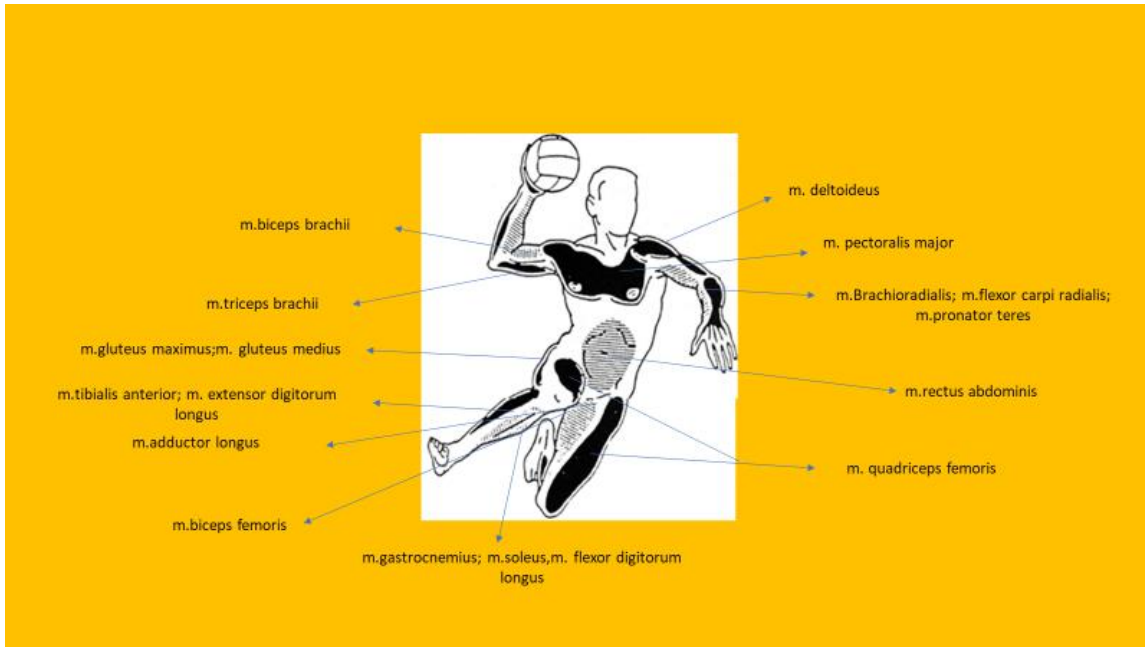 m. deltoideus
m.biceps brachii
m. pectoralis major
m.triceps brachii
m.Brachioradialis; m.flexor carpi radialis;
m.pronator teres
m.gluteus maximus;m. gluteus medius
m.tibialis anterior; m. extensor digitorum
longus
m.rectus abdominis
m.adductor longus
m. quadriceps femoris
m.biceps femoris
m.gastrocnemius; m.soleus,m. flexor digitorum
longus